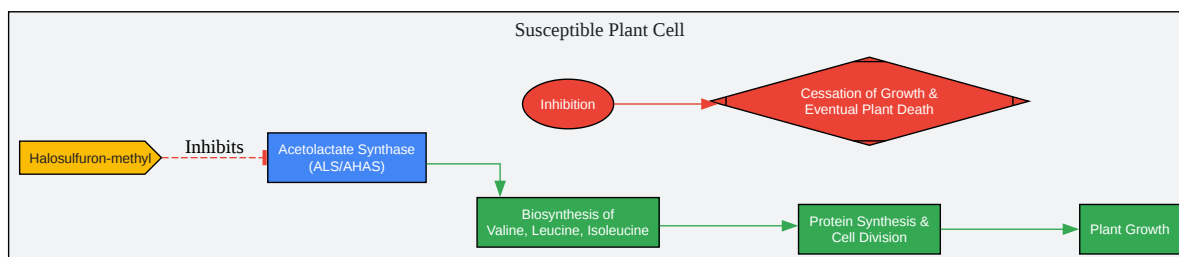 Susceptible Plant Cell
Inhibition
Cessation of Growth &
Eventual Plant Death
Halosulfuron-methyl
Inhibits
Acetolactate Synthase
(ALS/AHAS)
Biosynthesis of
Valine, Leucine, Isoleucine
Protein Synthesis &
Cell Division
Plant Growth